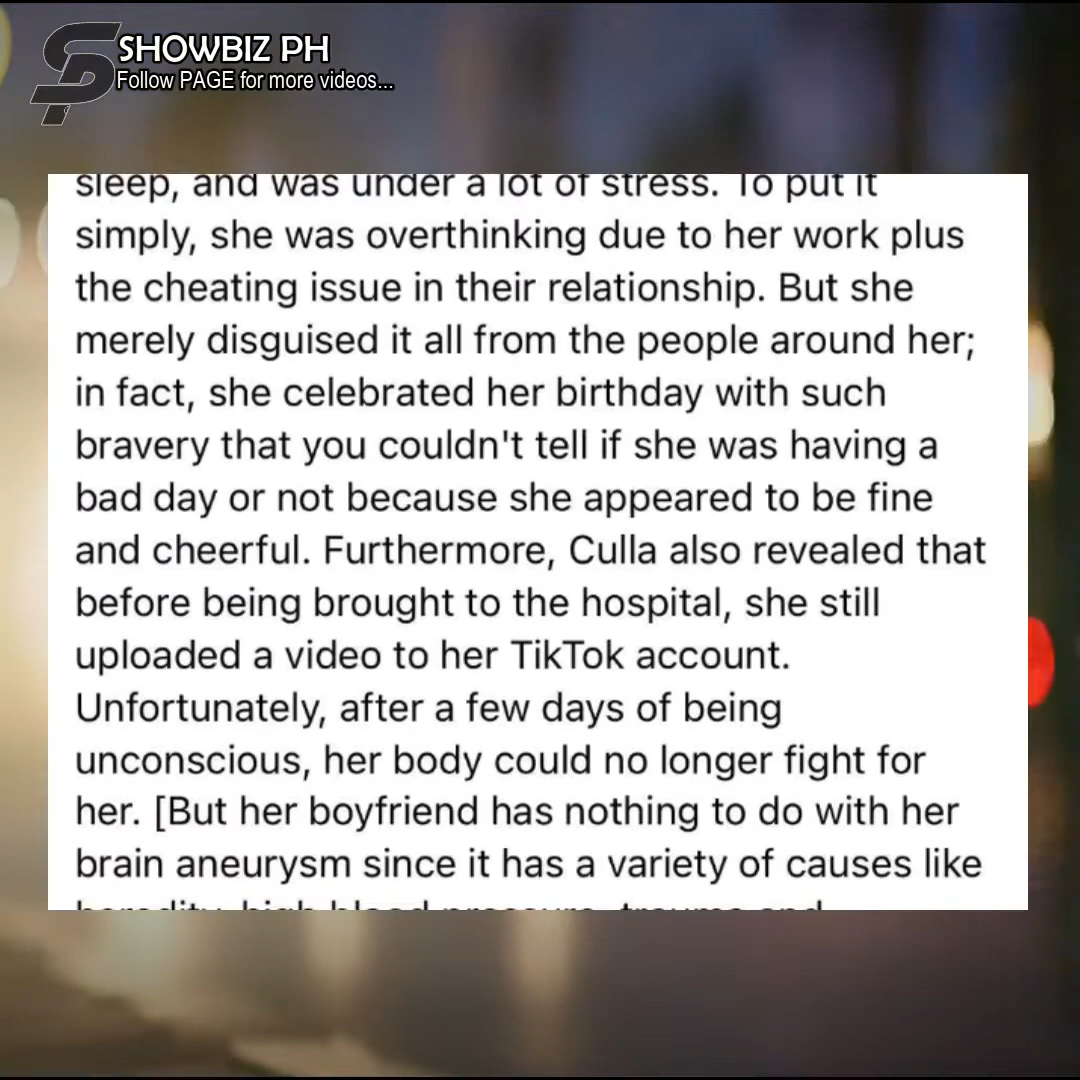 SHOWBIZ PH
Follow PAGE for more videos...
sleep, and was under a lot of stress. To put it
simply, she was overthinking due to her work plus
the cheating issue in their relationship. But she
merely disguised it all from the people around her;
in fact, she celebrated her birthday with such
bravery that you couldn't tell if she was having a
bad day or not because she appeared to be fine
and cheerful. Furthermore, Culla also revealed that
before being brought to the hospital, she still
uploaded a video to her TikTok account.
Unfortunately, after a few days of being
unconscious, her body could no longer fight for
her. [But her boyfriend has nothing to do with her
brain aneurysm since it has a variety of causes like
heredity, high blood pressure, trauma and